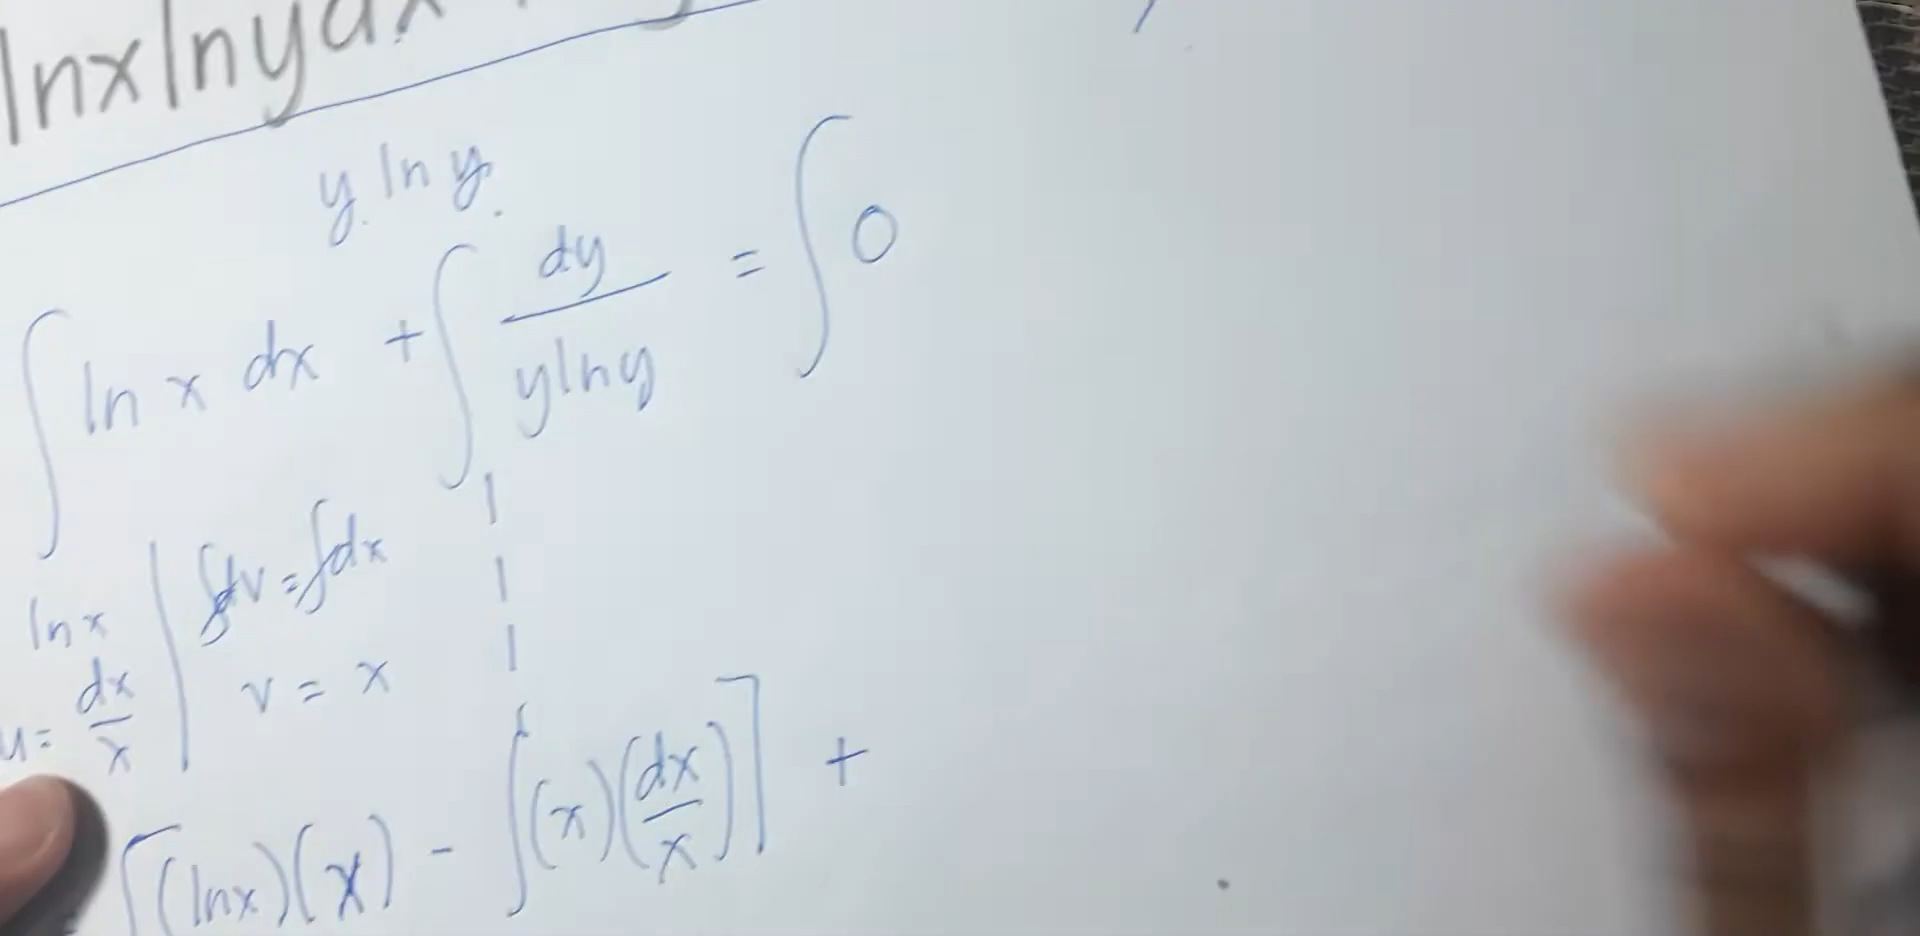 lnxlnydx
y lny
∫ ln x dx + ∫ dy/ylny = ∫ 0
ln x | ∫dv = ∫dx
u = dx/x | v = x
[(lnx)(x) - ∫(x)(dx/x)] +